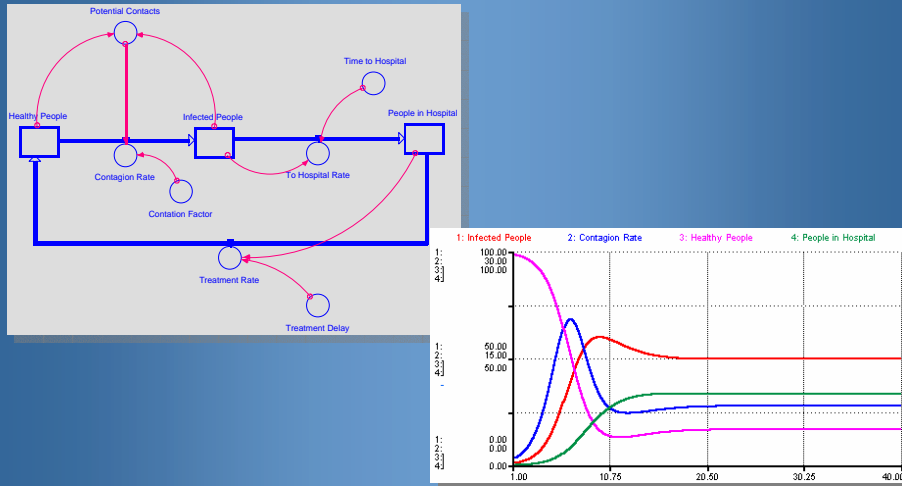 Potential Contacts
Time to Hospital
Healthy People
Infected People
People in Hospital
To Hospital Rate
Contagion Rate
Contation Factor
Treatment Rate
Treatment Delay
1: Infected People 2: Contagion Rate 3: Healthy People 4: People in Hospital
1: 100.00
2: 30.00
3: 100.00
4:
1: 50.00
2: 15.00
3: 50.00
4:
1: 0.00
2: 0.00
3:
4: 0.00
1.00 10.75 20.50 30.25 40.00